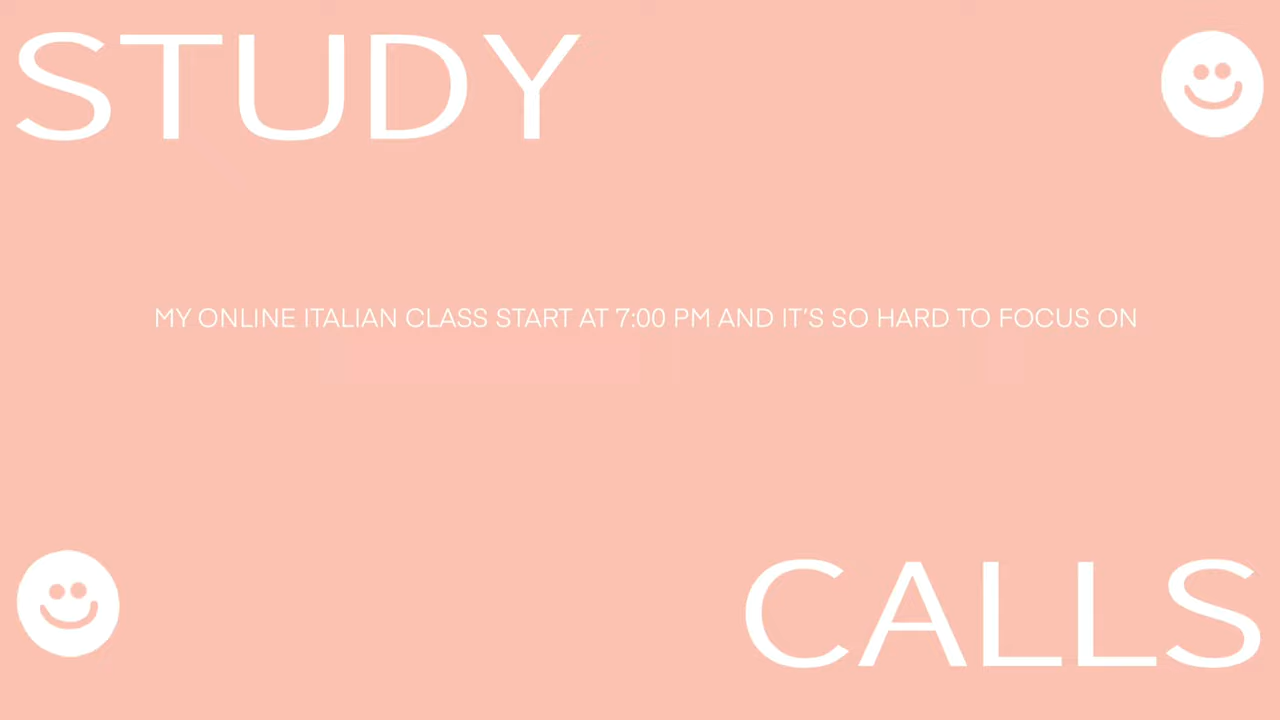 STUDY
MY ONLINE ITALIAN CLASS START AT 7:00 PM AND IT'S SO HARD TO FOCUS ON
CALLS